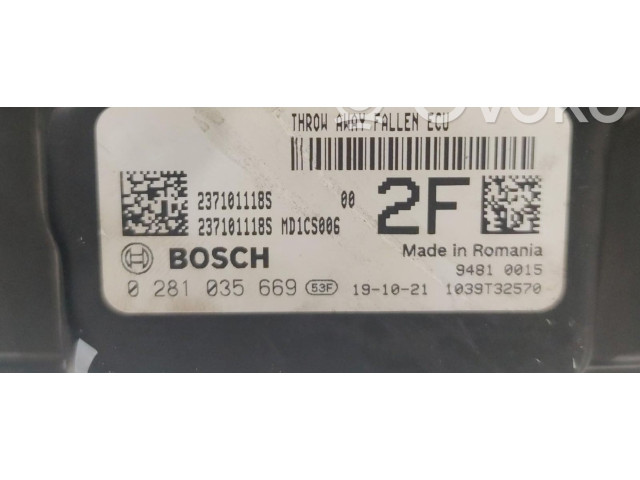 THROW AWAY FALLEN ECU
237101118S 00
237101118S MD1CS006
2F
BOSCH
Made in Romania
9481 0015
0 281 035 669 53F 19-10-21 1039T32570